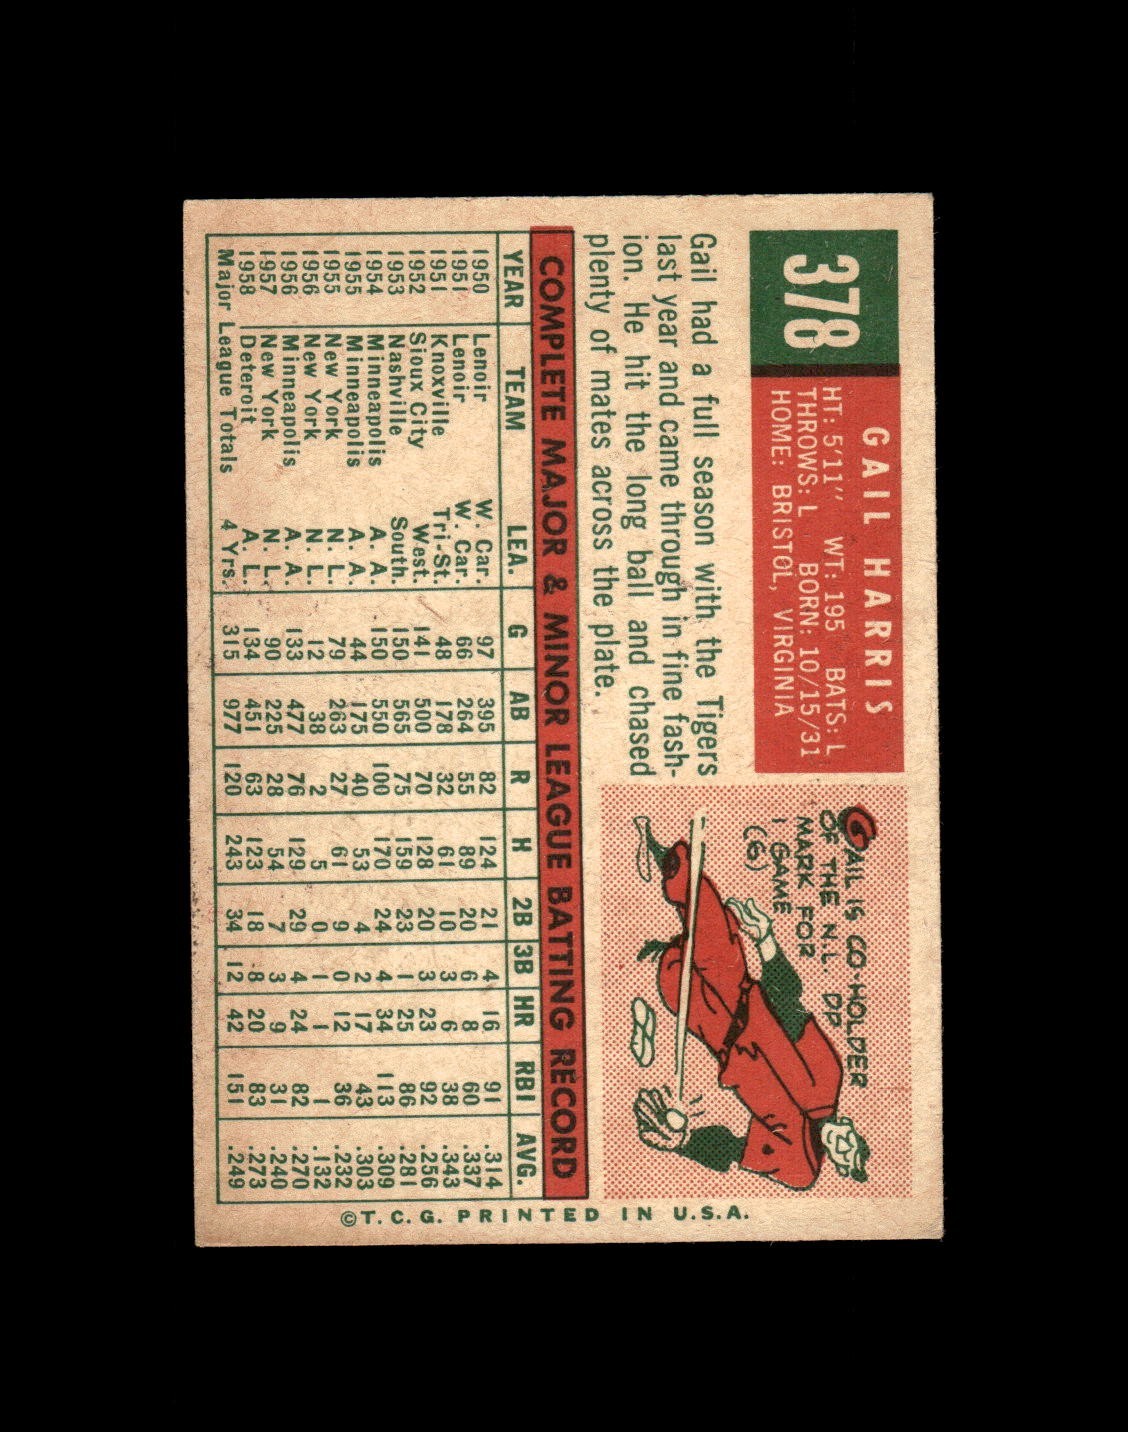 378
GAIL HARRIS
HT: 5'11" WT: 195 BATS: L
THROWS: L BORN: 10/15/31
HOME: BRISTOL, VIRGINIA
Gail had a full season with the Tigers
last year and came through in fine fash-
ion. He hit the long ball and chased
plenty of mates across the plate.
GAIL IS CO-HOLDER
OF THE N.L. DP
MARK FOR
1 GAME
(6)
COMPLETE MAJOR & MINOR LEAGUE BATTING RECORD
YEAR TEAM LEA. G AB R H 2B 3B HR RBI AVG.
1950 Lenoir W. Car. 97 395 82 124 21 4 16 91 .314
1951 Lenoir W. Car. 66 264 55 89 20 6 8 60 .337
1951 Knoxville Tri-St. 48 178 32 61 10 3 6 38 .343
1952 Sioux City West. 141 500 70 128 20 3 23 92 .256
1953 Nashville South. 150 565 75 159 23 1 25 86 .281
1954 Minneapolis A. A. 150 550 100 170 24 4 34 113 .309
1955 Minneapolis A. A. 44 175 40 53 4 2 17 43 .303
1955 New York N. L. 79 263 27 61 9 0 12 36 .232
1956 New York N. L. 12 38 2 5 0 1 1 1 .132
1956 Minneapolis A. A. 133 477 76 129 29 4 24 82 .270
1957 New York N. L. 90 225 28 54 7 3 9 31 .240
1958 Deteroit A. L. 134 451 63 123 18 8 20 83 .273
Major League Totals 4 Yrs. 315 977 120 243 34 12 42 151 .249
©T.C.G. PRINTED IN U.S.A.